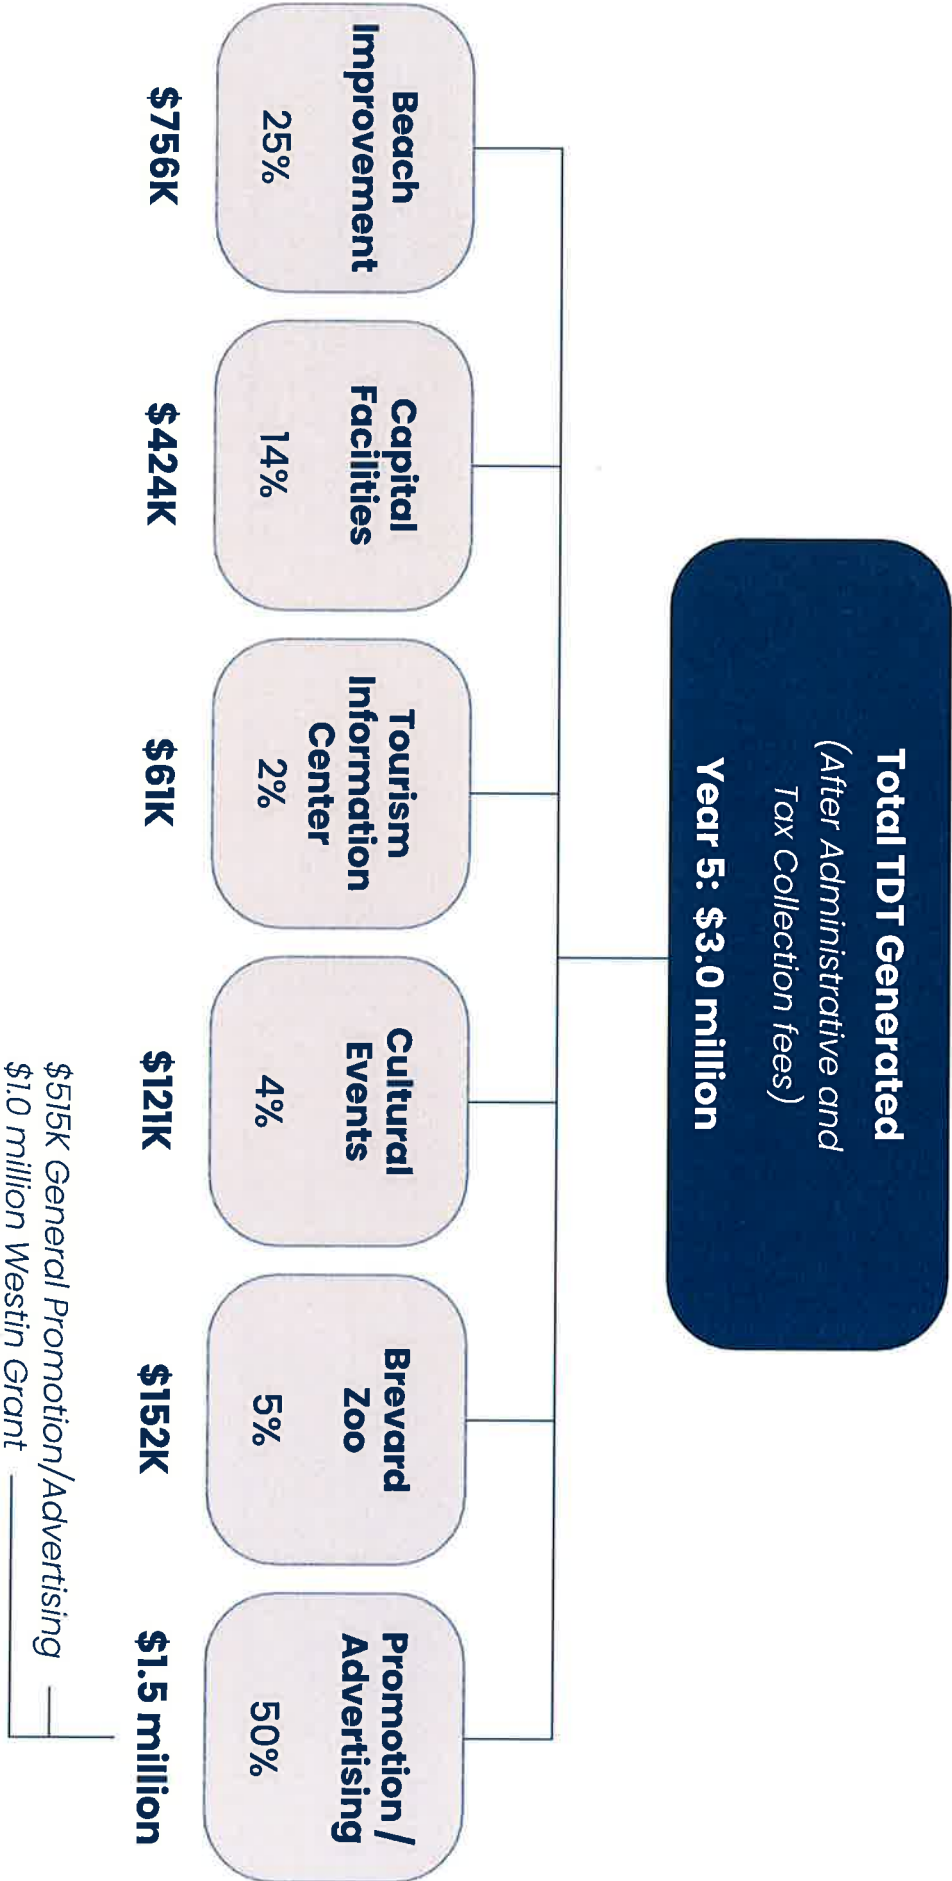 Total TDT Generated
(After Administrative and
Tax Collection fees)
Year 5: $3.0 million
Beach
Improvement
25%
$756K
Capital
Facilities
14%
$424K
Tourism
Information
Center
2%
$61K
Cultural
Events
4%
$121K
Brevard
Zoo
5%
$152K
Promotion /
Advertising
50%
$1.5 million
$515K General Promotion/Advertising
$1.0 million Westin Grant